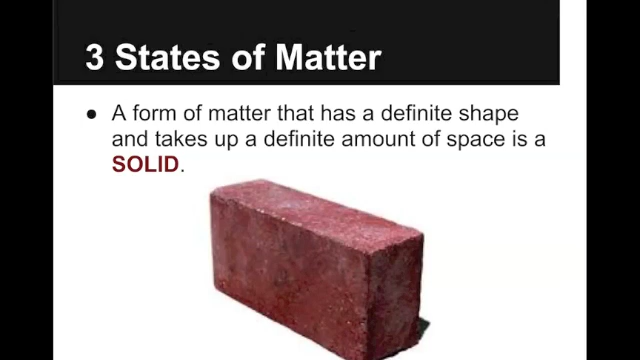 3 States of Matter
● A form of matter that has a definite shape
and takes up a definite amount of space is a
SOLID.